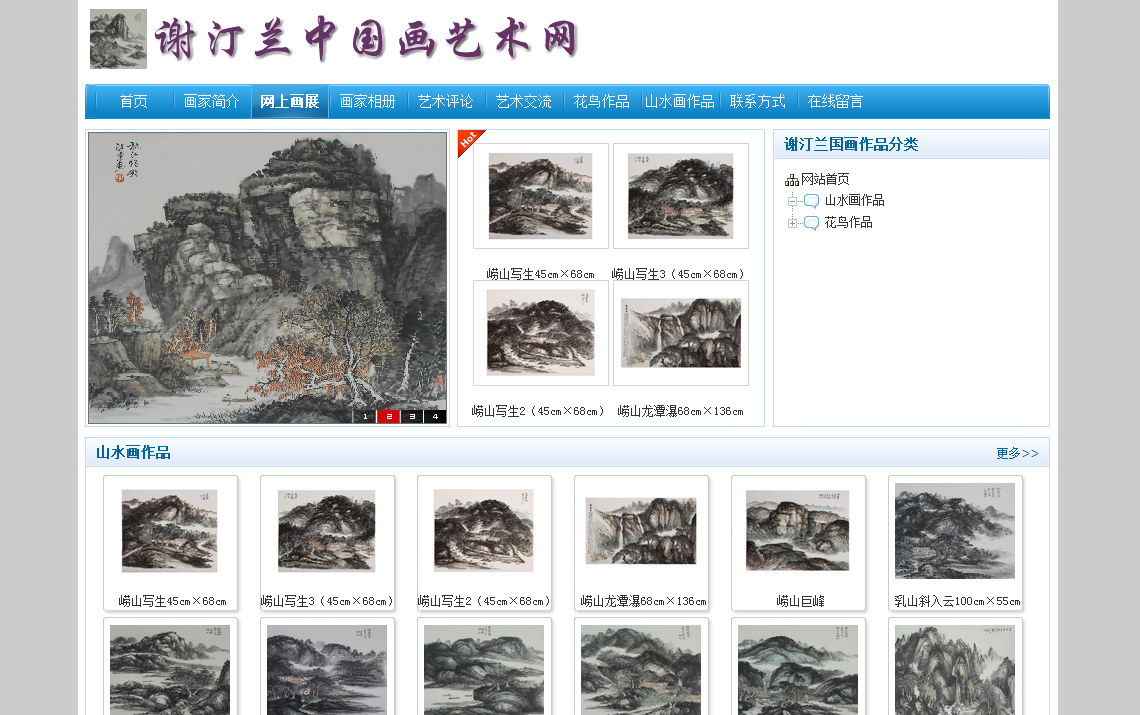 谢汀兰中国画艺术网
首页 画家简介 网上画展 画家相册 艺术评论 艺术交流 花鸟作品 山水画作品 联系方式 在线留言
1 2 3 4
Hot
崂山写生45cm×68cm 崂山写生3（45cm×68cm）
崂山写生2（45cm×68cm） 崂山龙潭瀑68cm×136cm
谢汀兰国画作品分类
网站首页
山水画作品
花鸟作品
山水画作品 更多>>
崂山写生45cm×68cm 崂山写生3（45cm×68cm） 崂山写生2（45cm×68cm） 崂山龙潭瀑68cm×136cm 崂山巨峰 乳山斜入云100cm×55cm